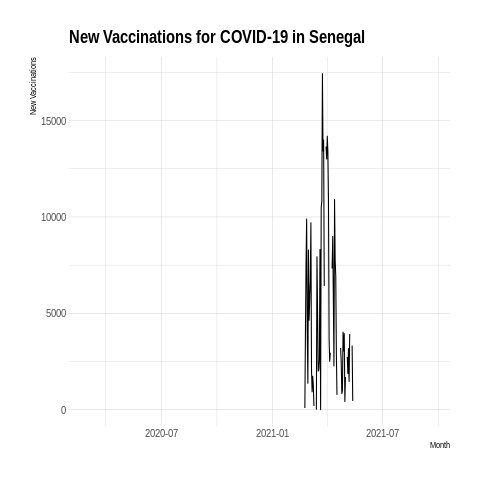 New Vaccinations for COVID-19 in Senegal
New Vaccinations
15000
10000
5000
0
2020-07
2021-01
2021-07
Month